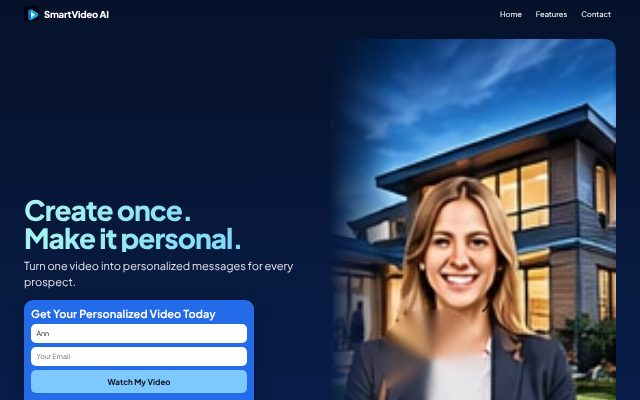 SmartVideo AI
Home Features Contact
Create once.
Make it personal.
Turn one video into personalized messages for every
prospect.
Get Your Personalized Video Today
Ann
Your Email
Watch My Video